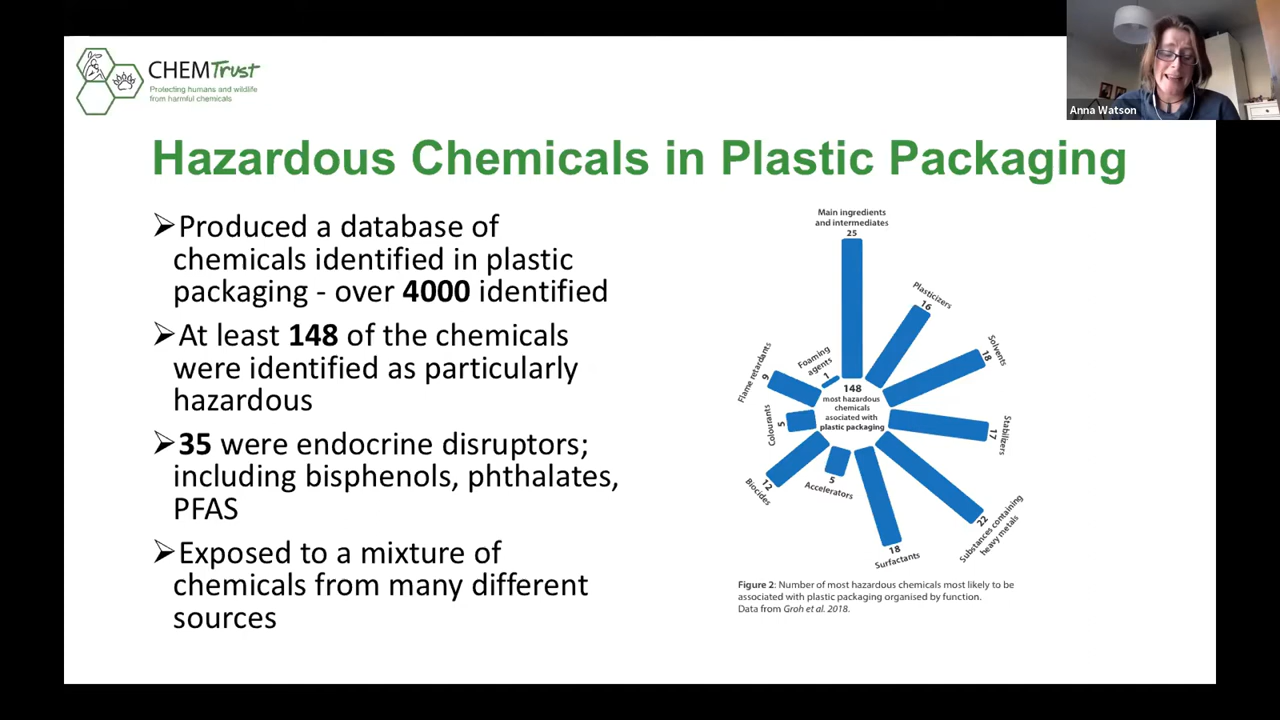 CHEMTrust
Protecting humans and wildlife
from harmful chemicals
Anna Watson
Hazardous Chemicals in Plastic Packaging
➢Produced a database of
chemicals identified in plastic
packaging - over 4000 identified
➢At least 148 of the chemicals
were identified as particularly
hazardous
➢35 were endocrine disruptors;
including bisphenols, phthalates,
PFAS
➢Exposed to a mixture of
chemicals from many different
sources
Main ingredients
and intermediates
25
Plasticizers
16
Solvents
18
Stabilizers
17
Substances containing
heavy metals
22
Surfactants
18
Accelerators
5
Biocides
12
Colourants
5
Flame retardants
9
Foaming
agents
1
148
most hazardous
chemicals
asociated with
plastic packaging
Figure 2: Number of most hazardous chemicals most likely to be
associated with plastic packaging organised by function.
Data from Groh et al. 2018.